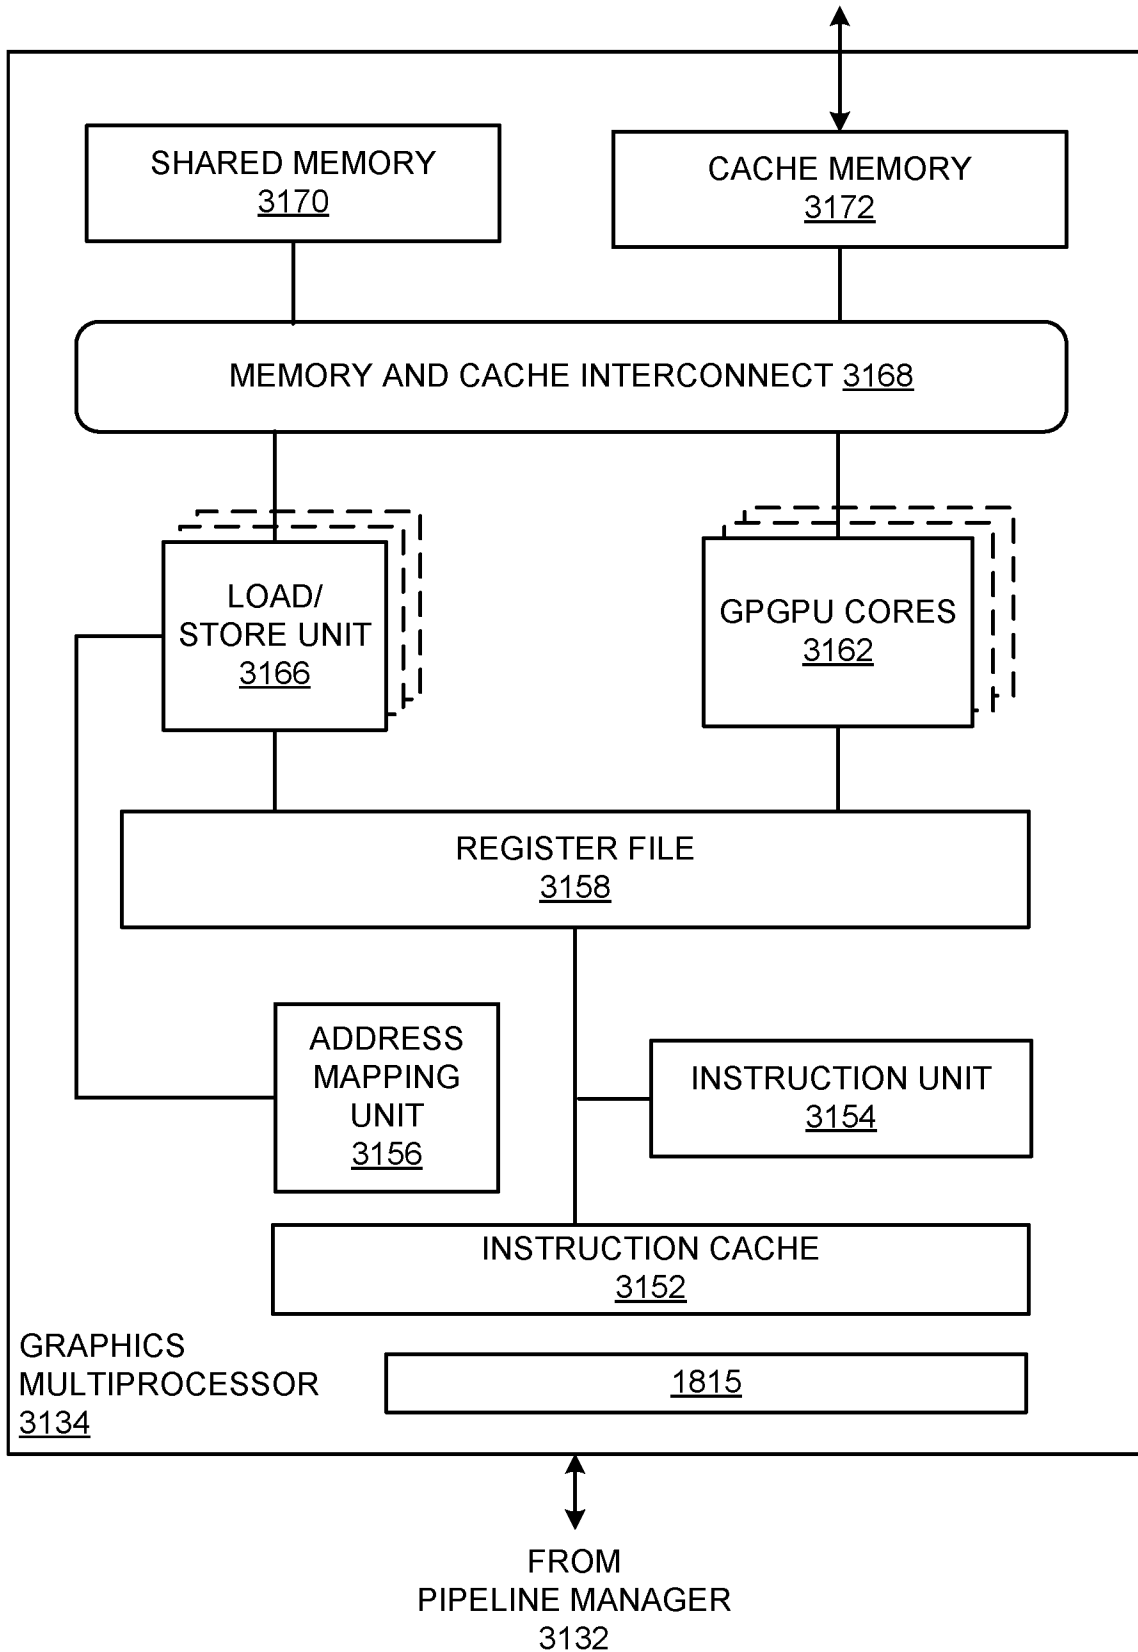 SHARED MEMORY
3170
CACHE MEMORY
3172
MEMORY AND CACHE INTERCONNECT 3168
LOAD/
STORE UNIT
3166
GPGPU CORES
3162
REGISTER FILE
3158
ADDRESS
MAPPING
UNIT
3156
INSTRUCTION UNIT
3154
INSTRUCTION CACHE
3152
GRAPHICS
MULTIPROCESSOR
3134
1815
FROM
PIPELINE MANAGER
3132